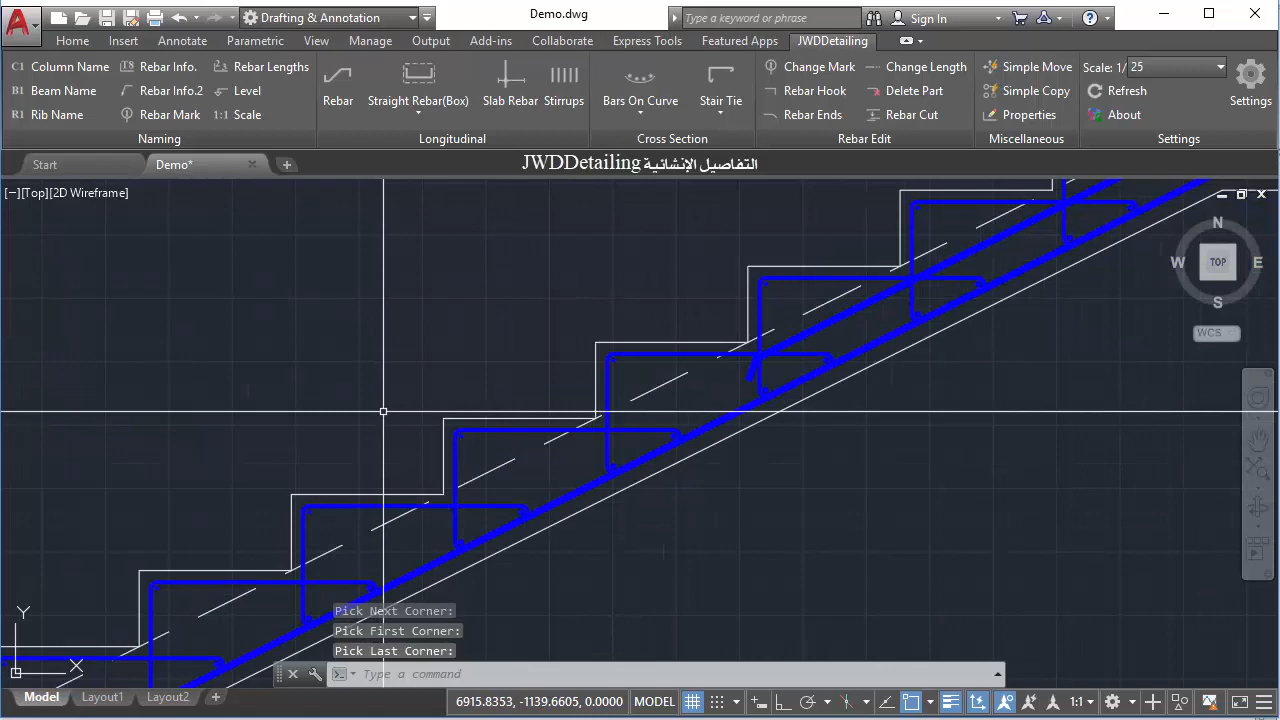 Drafting & Annotation
Demo.dwg
Type a keyword or phrase
Sign In
Home Insert Annotate Parametric View Manage Output Add-ins Collaborate Express Tools Featured Apps JWDDetailing
C1 Column Name
B1 Beam Name
R1 Rib Name
T8 Rebar Info.
Rebar Info.2
Rebar Mark
Rebar Lengths
Level
1:1 Scale
Naming
Rebar
Straight Rebar(Box)
Slab Rebar
Stirrups
Longitudinal
Bars On Curve
Stair Tie
Cross Section
Change Mark
Rebar Hook
Rebar Ends
Change Length
Delete Part
Rebar Cut
Rebar Edit
Simple Move
Simple Copy
Properties
Miscellaneous
Scale: 1/ 25
Refresh
About
Settings
Settings
Start
Demo*
التفاصيل الإنشائية JWDDetailing
[−][Top][2D Wireframe]
N
W
TOP
E
S
WCS
Y
X
Pick Next Corner:
Pick First Corner:
Pick Last Corner:
Type a command
Model Layout1 Layout2
6915.8353, -1139.6605, 0.0000
MODEL
1:1